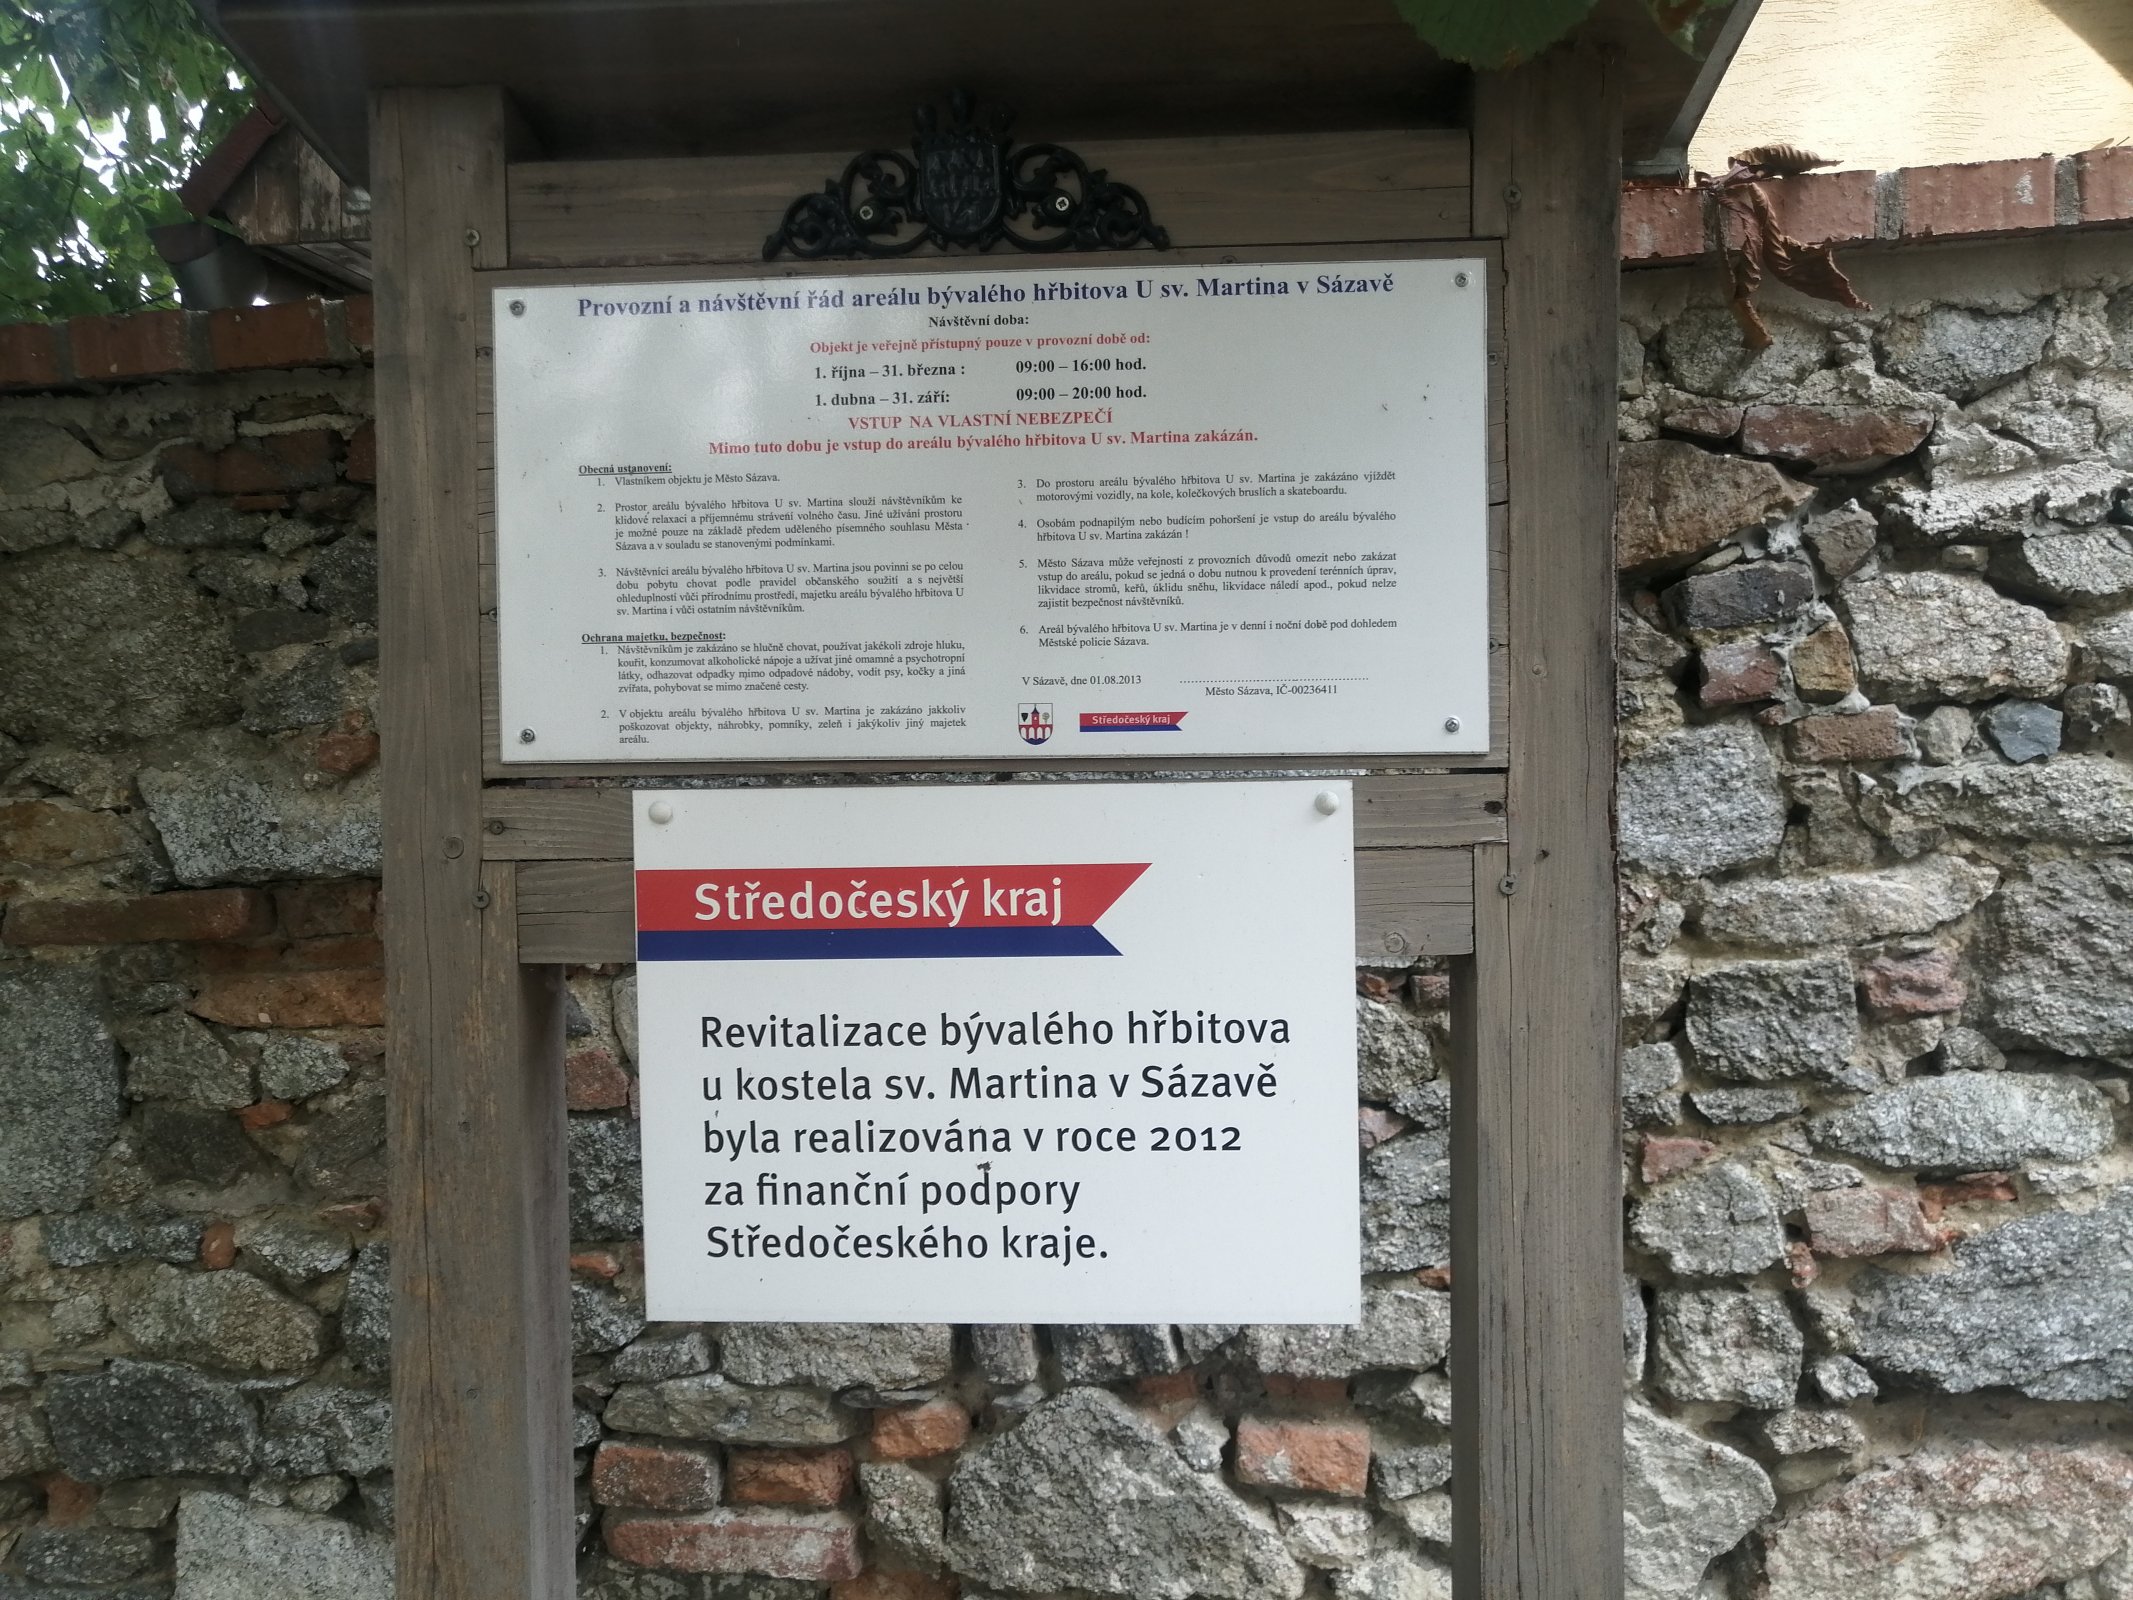 Provozní a návštěvní řád areálu bývalého hřbitova U sv. Martina v Sázavě
Návštěvní doba:
Objekt je veřejně přístupný pouze v provozní době od:
1. října – 31. března : 09:00 – 16:00 hod.
1. dubna – 31. září: 09:00 – 20:00 hod.
VSTUP NA VLASTNÍ NEBEZPEČÍ
Mimo tuto dobu je vstup do areálu bývalého hřbitova U sv. Martina zakázán.
Obecná ustanovení:
1. Vlastníkem objektu je Město Sázava.
2. Prostor areálu bývalého hřbitova U sv. Martina slouží návštěvníkům ke
klidové relaxaci a příjemnému strávení volného času. Jiné užívání prostoru
je možné pouze na základě předem uděleného písemného souhlasu Města
Sázava a v souladu se stanovenými podmínkami.
3. Návštěvníci areálu bývalého hřbitova U sv. Martina jsou povinni se po celou
dobu pobytu chovat podle pravidel občanského soužití a s největší
ohleduplností vůči přírodnímu prostředí, majetku areálu bývalého hřbitova U
sv. Martina i vůči ostatním návštěvníkům.
Ochrana majetku, bezpečnost:
1. Návštěvníkům je zakázáno se hlučně chovat, používat jakékoli zdroje hluku,
kouřit, konzumovat alkoholické nápoje a užívat jiné omamné a psychotropní
látky, odhazovat odpadky mimo odpadové nádoby, vodit psy, kočky a jiná
zvířata, pohybovat se mimo značené cesty.
2. V objektu areálu bývalého hřbitova U sv. Martina je zakázáno jakkoliv
poškozovat objekty, náhrobky, pomníky, zeleň i jakýkoliv jiný majetek
areálu.
3. Do prostoru areálu bývalého hřbitova U sv. Martina je zakázáno vjíždět
motorovými vozidly, na kole, kolečkových bruslích a skateboardu.
4. Osobám podnapilým nebo budícím pohoršení je vstup do areálu bývalého
hřbitova U sv. Martina zakázán !
5. Město Sázava může veřejnosti z provozních důvodů omezit nebo zakázat
vstup do areálu, pokud se jedná o dobu nutnou k provedení terénních úprav,
likvidace stromů, keřů, úklidu sněhu, likvidace náledí apod., pokud nelze
zajistit bezpečnost návštěvníků.
6. Areál bývalého hřbitova U sv. Martina je v denní i noční době pod dohledem
Městské policie Sázava.
V Sázavě, dne 01.08.2013
Město Sázava, IČ-00236411
Středočeský kraj
Středočeský kraj
Revitalizace bývalého hřbitova
u kostela sv. Martina v Sázavě
byla realizována v roce 2012
za finanční podpory
Středočeského kraje.